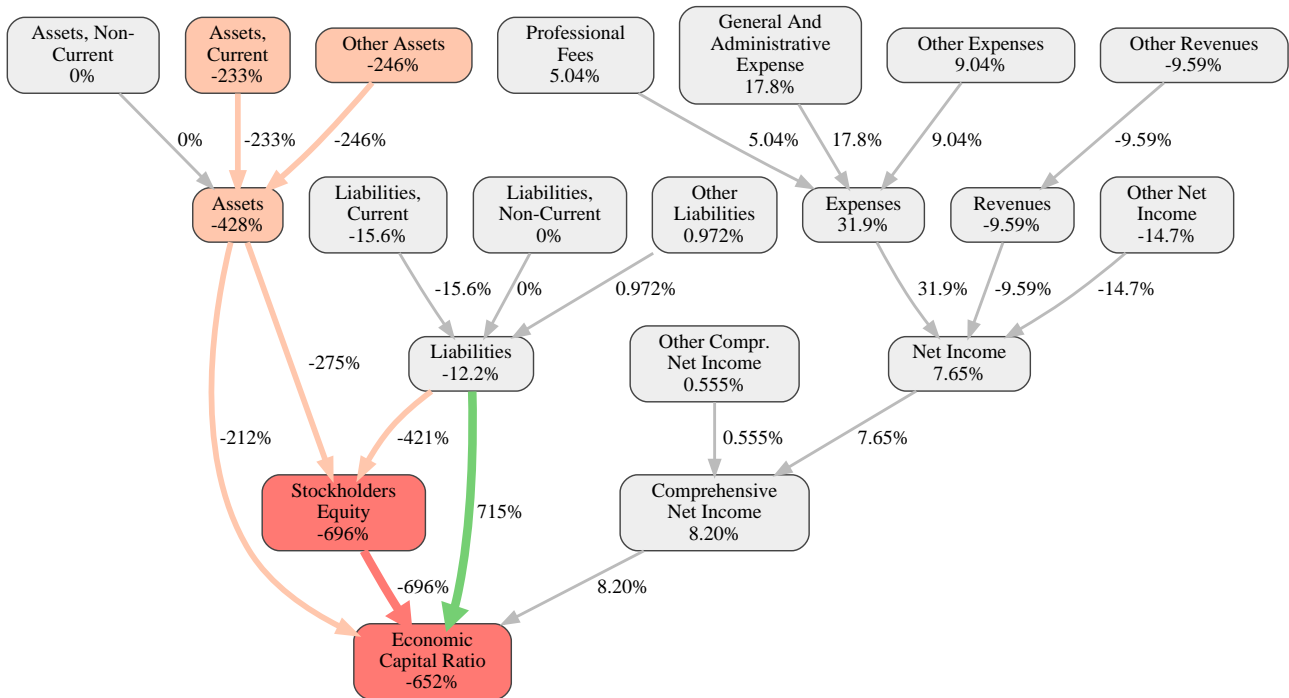 Assets, Non-
Current
0%
Assets,
Current
-233%
Other Assets
-246%
Professional
Fees
5.04%
General And
Administrative
Expense
17.8%
Other Expenses
9.04%
Other Revenues
-9.59%
0%
-233%
-246%
5.04%
17.8%
9.04%
-9.59%
Assets
-428%
Liabilities,
Current
-15.6%
Liabilities,
Non-Current
0%
Other
Liabilities
0.972%
Expenses
31.9%
Revenues
-9.59%
Other Net
Income
-14.7%
-15.6%
0%
0.972%
31.9%
-9.59%
-14.7%
Liabilities
-12.2%
Other Compr.
Net Income
0.555%
Net Income
7.65%
-275%
-212%
-421%
0.555%
7.65%
Stockholders
Equity
-696%
715%
Comprehensive
Net Income
8.20%
-696%
8.20%
Economic
Capital Ratio
-652%